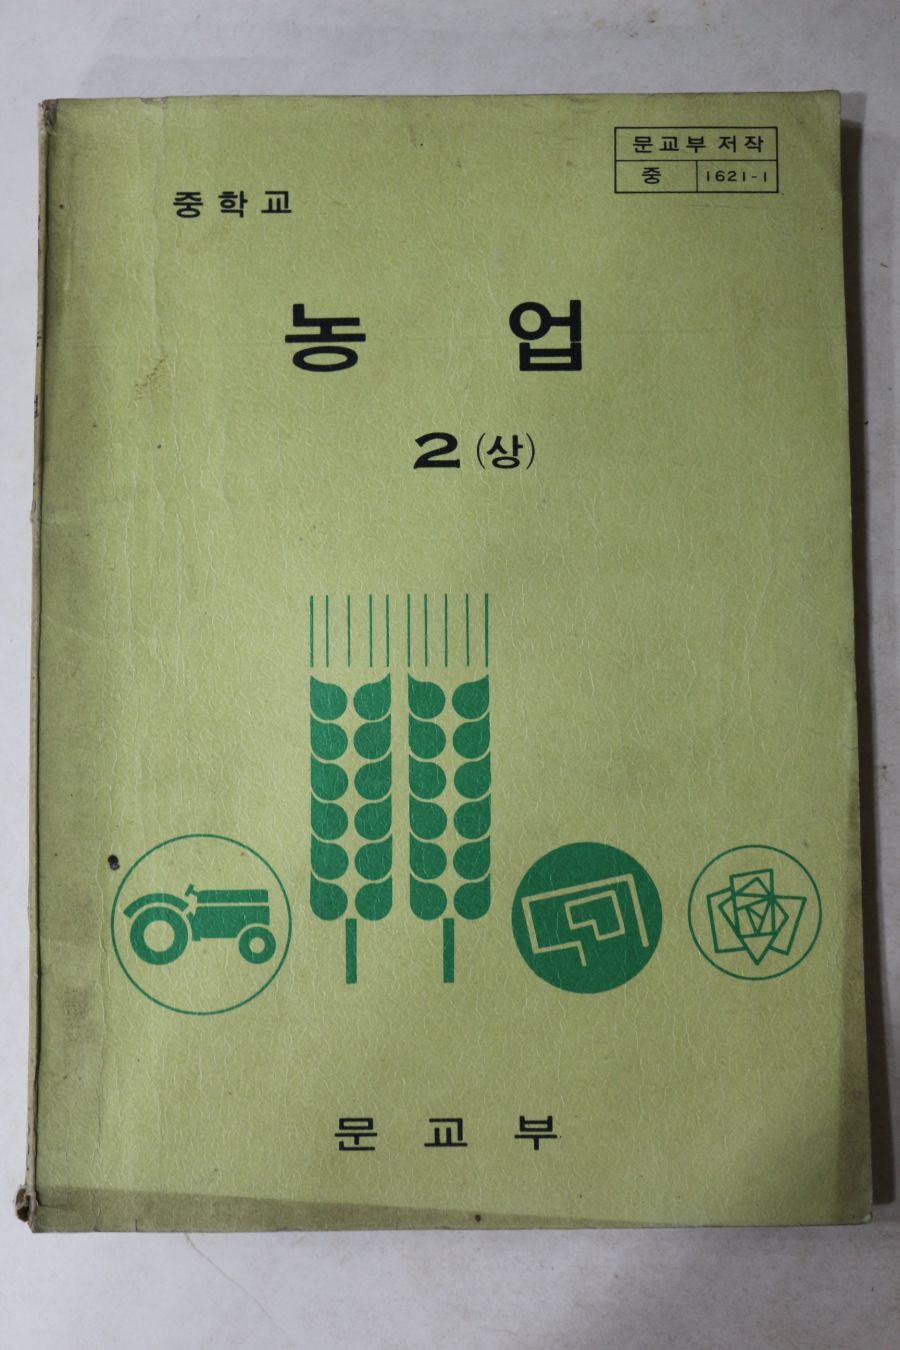 문교부 저작
중 1621-1
중학교
농 업
2 (상)
문 교 부